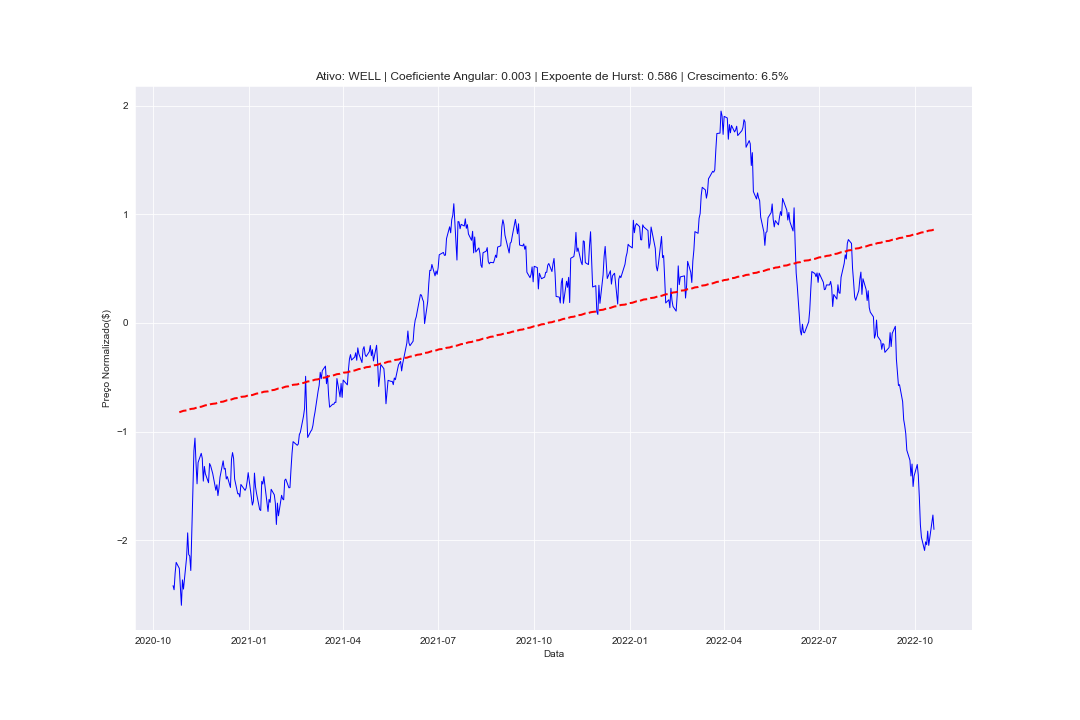 Ativo: WELL | Coeficiente Angular: 0.003 | Expoente de Hurst: 0.586 | Crescimento: 6.5%
2
1
0
−1
−2
Preço Normalizado($)
2020-10 2021-01 2021-04 2021-07 2021-10 2022-01 2022-04 2022-07 2022-10
Data